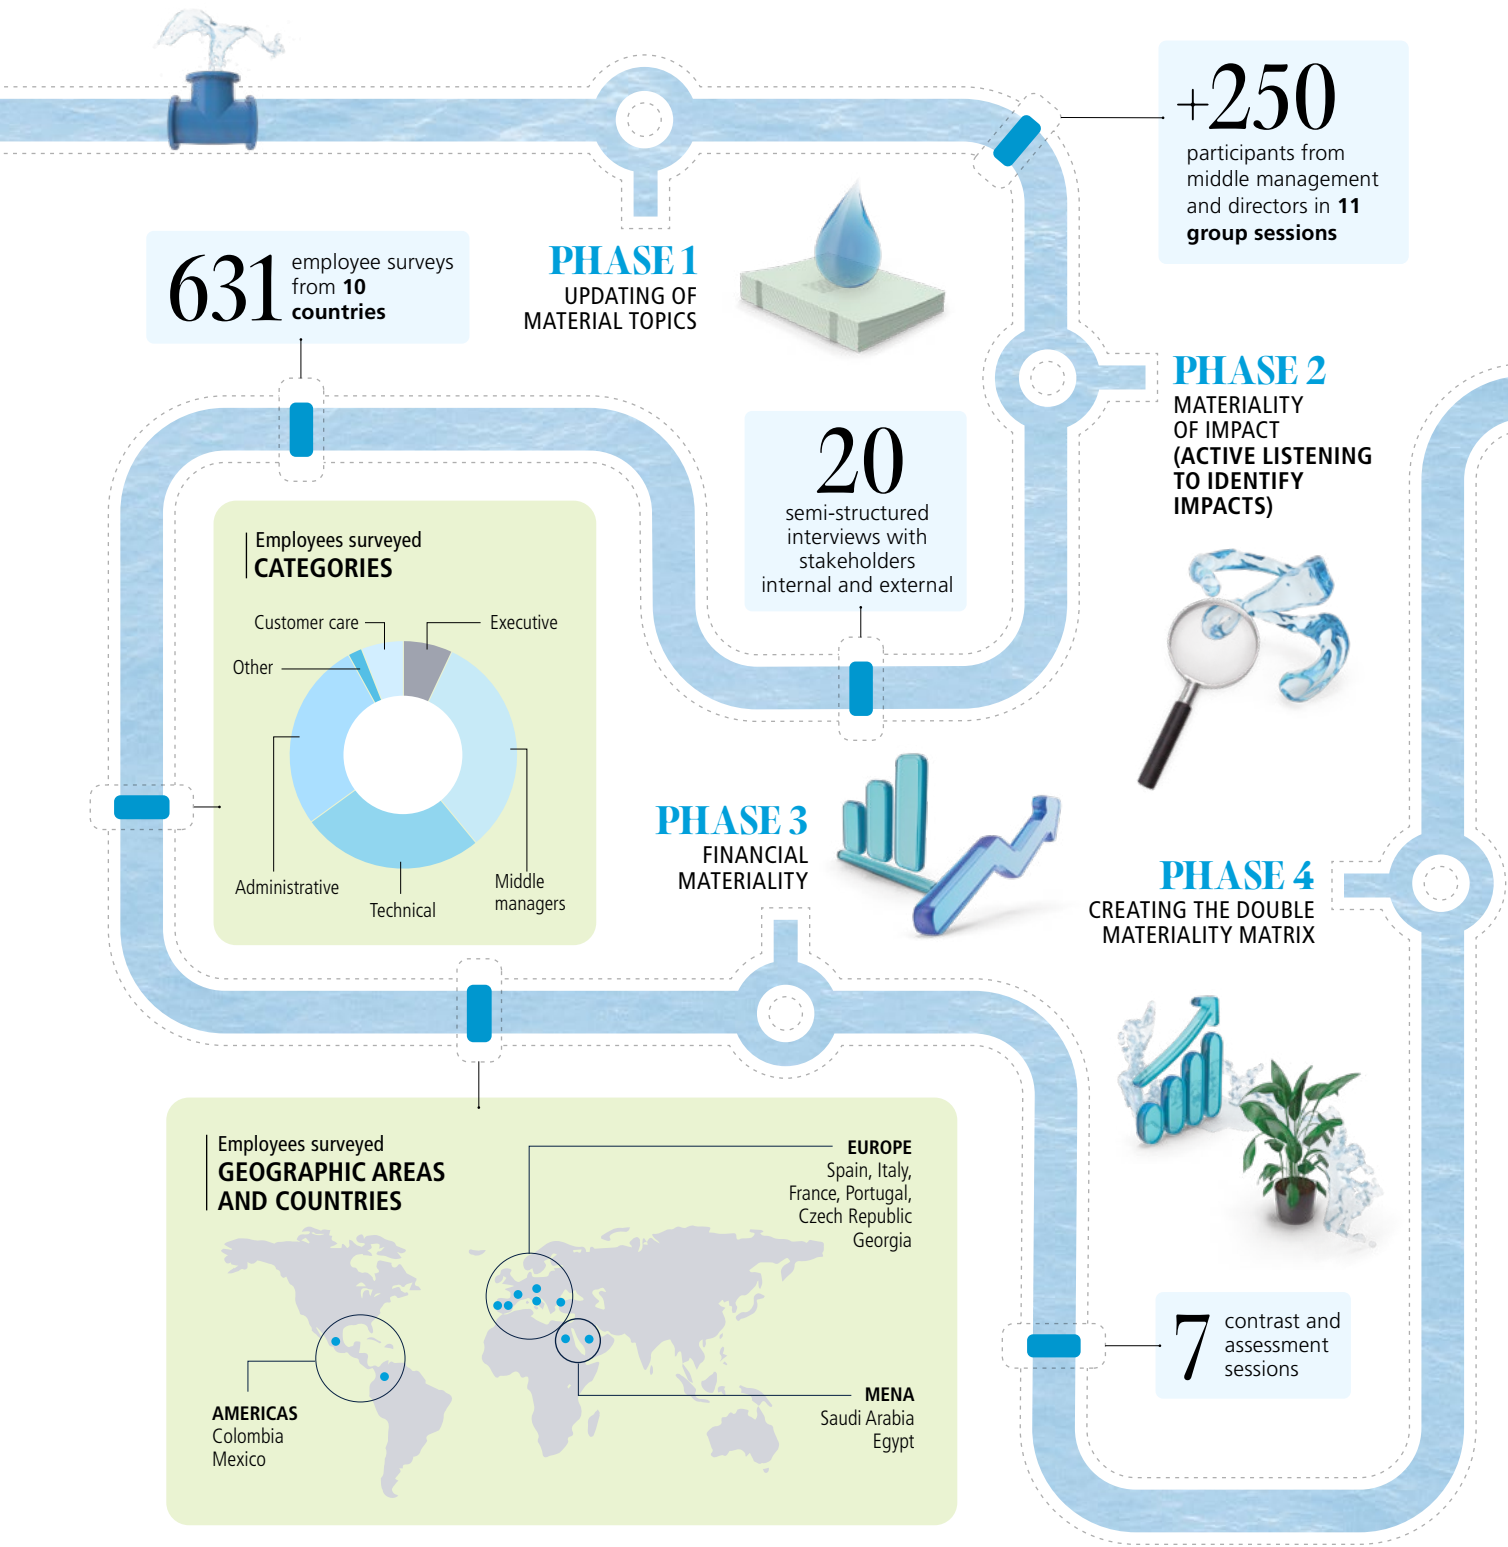 +250
participants from
middle management
and directors in 11
group sessions
PHASE 1
UPDATING OF
MATERIAL TOPICS
631
employee surveys
from 10
countries
PHASE 2
MATERIALITY
OF IMPACT
(ACTIVE LISTENING
TO IDENTIFY
IMPACTS)
20
semi-structured
interviews with
stakeholders
internal and external
Employees surveyed
CATEGORIES
Customer care
Executive
Other
Administrative
Technical
Middle
managers
PHASE 3
FINANCIAL
MATERIALITY
PHASE 4
CREATING THE DOUBLE
MATERIALITY MATRIX
Employees surveyed
GEOGRAPHIC AREAS
AND COUNTRIES
EUROPE
Spain, Italy,
France, Portugal,
Czech Republic
Georgia
AMERICAS
Colombia
Mexico
MENA
Saudi Arabia
Egypt
7
contrast and
assessment
sessions